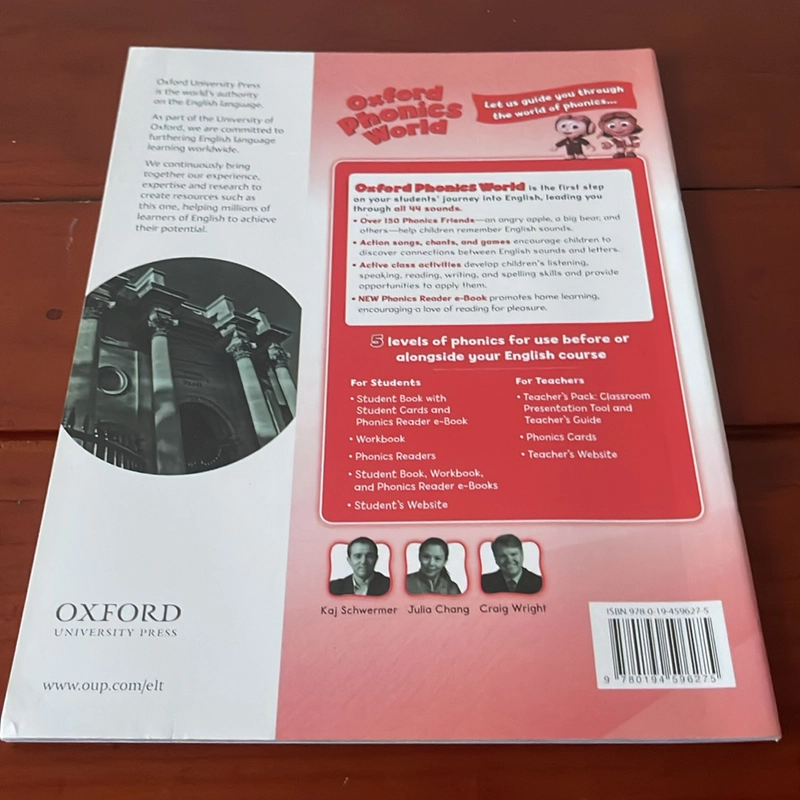 Oxford University Press
is the world's authority
on the English language.
As part of the University of
Oxford, we are committed to
furthering English language
learning worldwide.
We continuously bring
together our experience,
expertise and research to
create resources such as
this one, helping millions of
learners of English to achieve
their potential.
OXFORD
UNIVERSITY PRESS
www.oup.com/elt
Oxford
Phonics
World
Let us guide you through
the world of phonics...
Oxford Phonics World is the first step
on your students' journey into English, leading you
through all 44 sounds.
• Over 150 Phonics Friends—an angry apple, a big bear, and
others—help children remember English sounds.
• Action songs, chants, and games encourage children to
discover connections between English sounds and letters.
• Active class activities develop children's listening,
speaking, reading, writing, and spelling skills and provide
opportunities to apply them.
• NEW Phonics Reader e-Book promotes home learning,
encouraging a love of reading for pleasure.
5 levels of phonics for use before or
alongside your English course
For Students
• Student Book with
Student Cards and
Phonics Reader e-Book
• Workbook
• Phonics Readers
• Student Book, Workbook,
and Phonics Reader e-Books
• Student's Website
For Teachers
• Teacher's Pack: Classroom
Presentation Tool and
Teacher's Guide
• Phonics Cards
• Teacher's Website
Kaj Schwermer Julia Chang Craig Wright
ISBN 978-0-19-459627-5
9 780194 596275